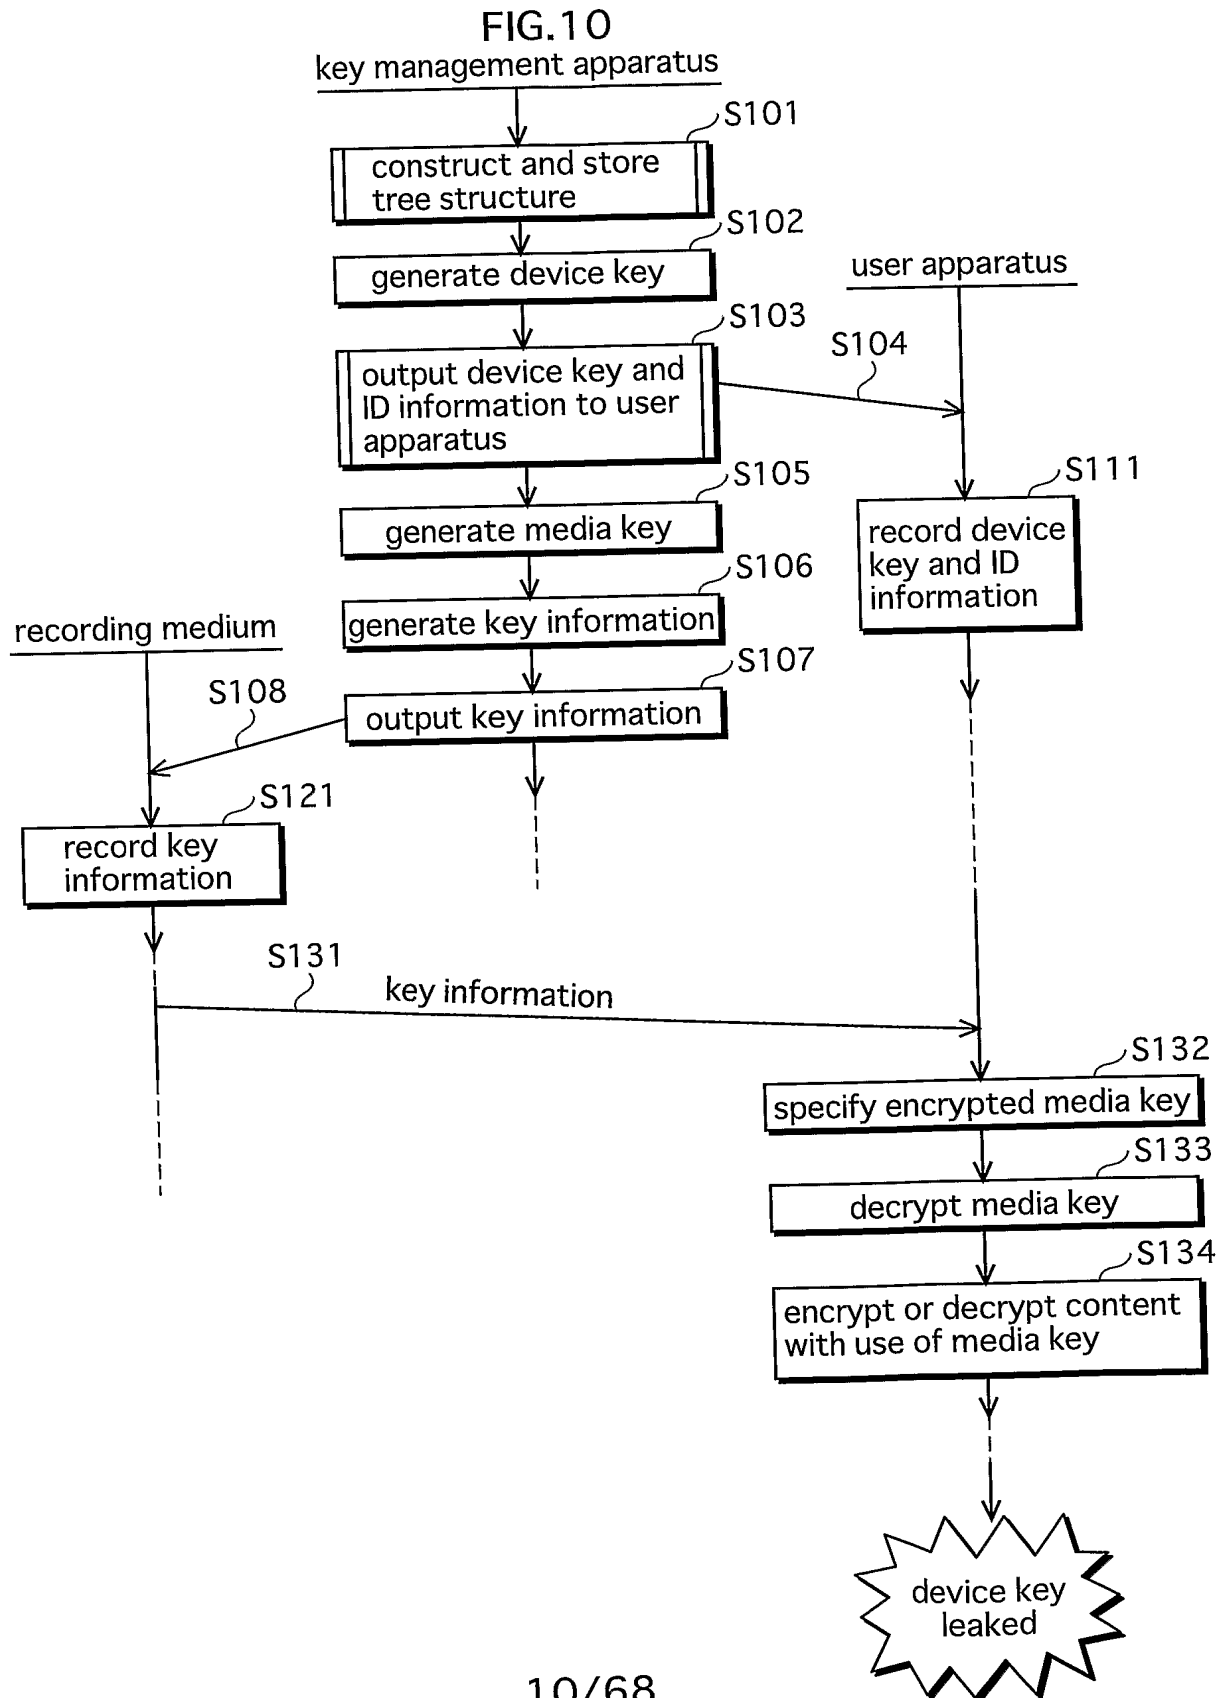 FIG.10
key management apparatus
S101
construct and store
tree structure
S102
generate device key
user apparatus
S103
S104
output device key and
ID information to user
apparatus
S105
S111
generate media key
record device
key and ID
information
S106
generate key information
recording medium
S107
S108
output key information
S121
record key
information
S131
key information
S132
specify encrypted media key
S133
decrypt media key
S134
encrypt or decrypt content
with use of media key
device key
leaked
10/68